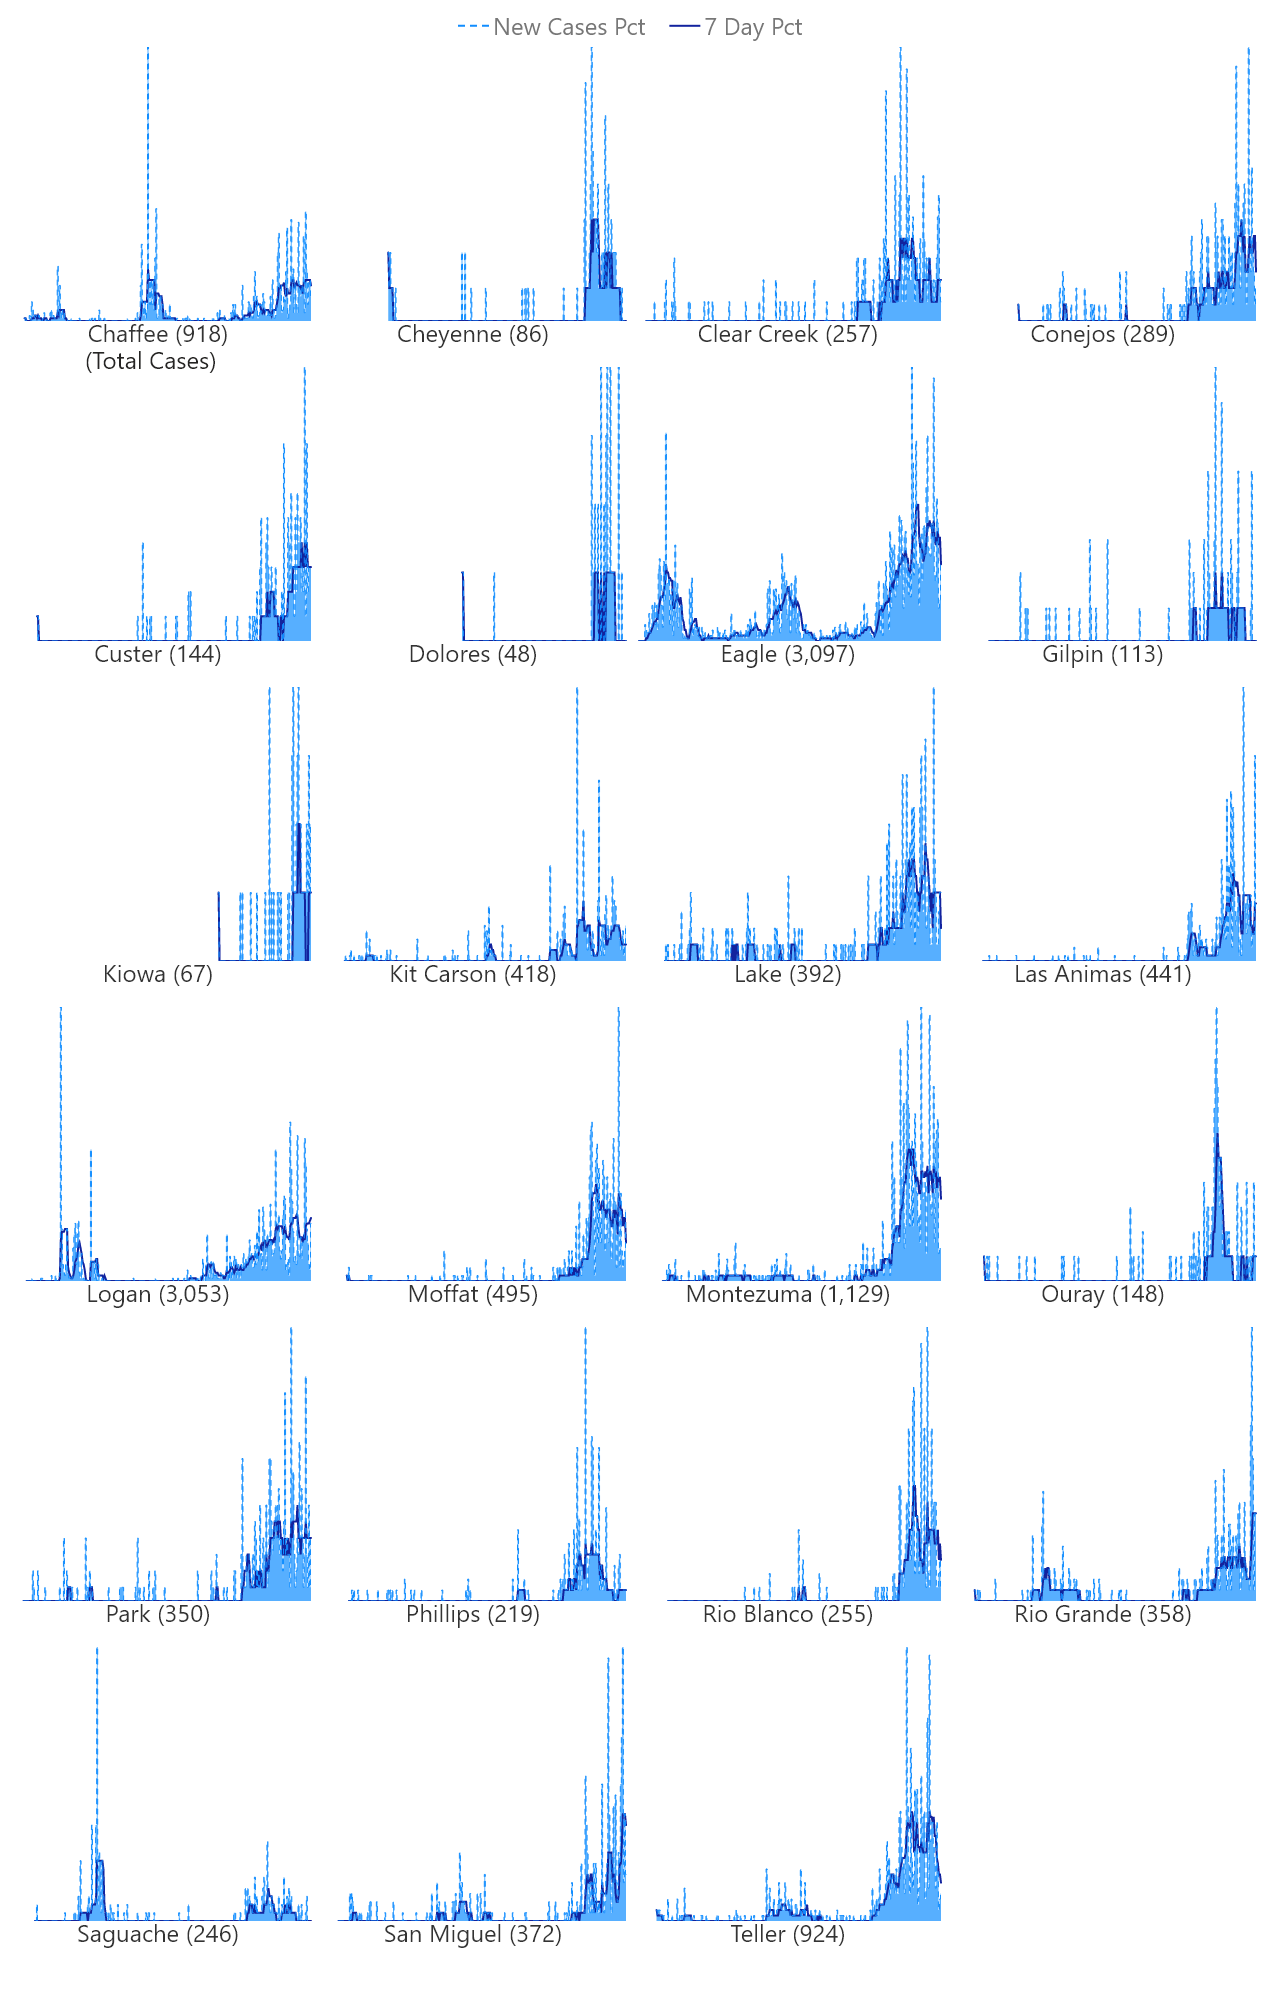 New Cases Pct 7 Day Pct
Chaffee (918)
(Total Cases)
Cheyenne (86)
Clear Creek (257)
Conejos (289)
Custer (144)
Dolores (48)
Eagle (3,097)
Gilpin (113)
Kiowa (67)
Kit Carson (418)
Lake (392)
Las Animas (441)
Logan (3,053)
Moffat (495)
Montezuma (1,129)
Ouray (148)
Park (350)
Phillips (219)
Rio Blanco (255)
Rio Grande (358)
Saguache (246)
San Miguel (372)
Teller (924)